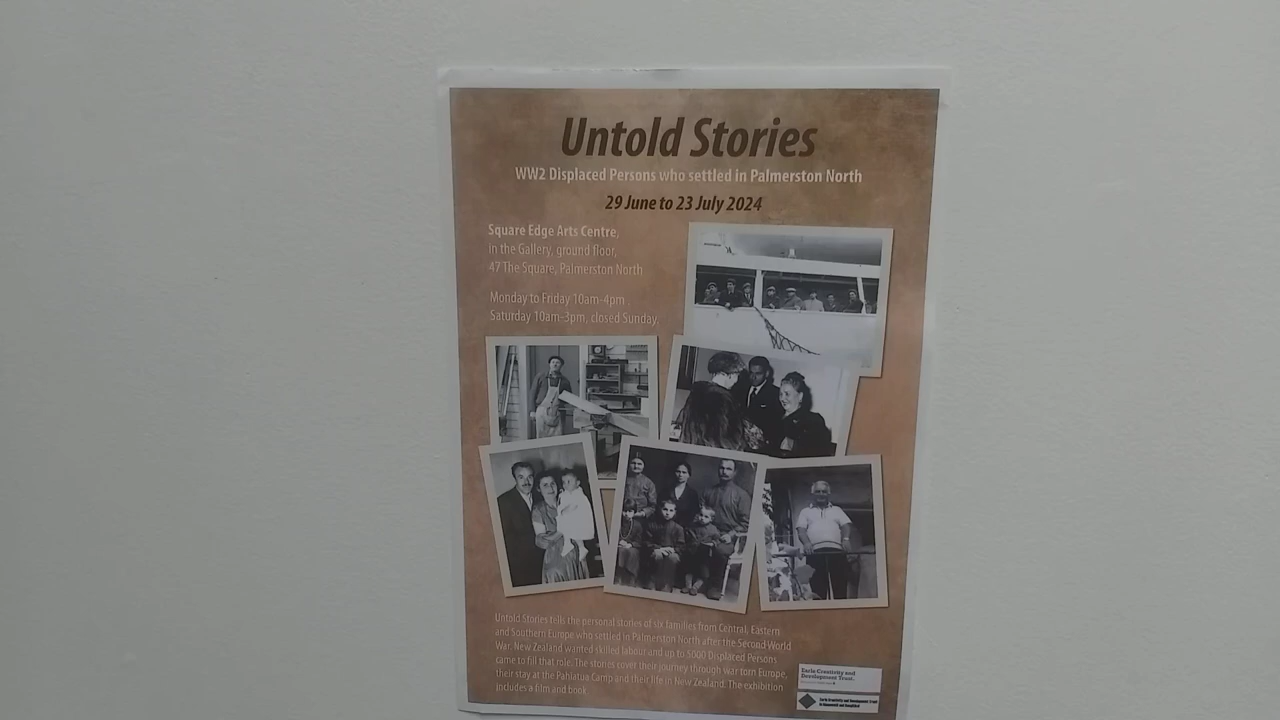 Untold Stories
WW2 Displaced Persons who settled in Palmerston North
29 June to 23 July 2024
Square Edge Arts Centre,
In the Gallery, ground floor,
47 The Square, Palmerston North
Monday to Friday 10am-4pm
Saturday 10am-3pm, closed Sunday.
Untold Stories tells the personal stories of six families from Central, Eastern
and Southern Europe who settled in Palmerston North after the Second World
War. New Zealand wanted skilled labour and up to 5000 Displaced Persons
came to fill that role. The stories cover their journey through war torn Europe,
their stay at the Pahiatua Camp and their life in New Zealand. The exhibition
includes a film and book.
Earle Creativity and
Development Trust.